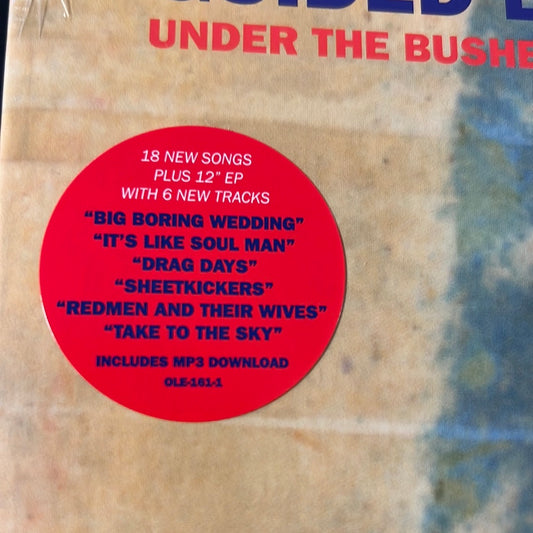 UNDER THE BUSHE
18 NEW SONGS
PLUS 12" EP
WITH 6 NEW TRACKS
"BIG BORING WEDDING"
"IT'S LIKE SOUL MAN"
"DRAG DAYS"
"SHEETKICKERS"
"REDMEN AND THEIR WIVES"
"TAKE TO THE SKY"
INCLUDES MP3 DOWNLOAD
OLE-161-1